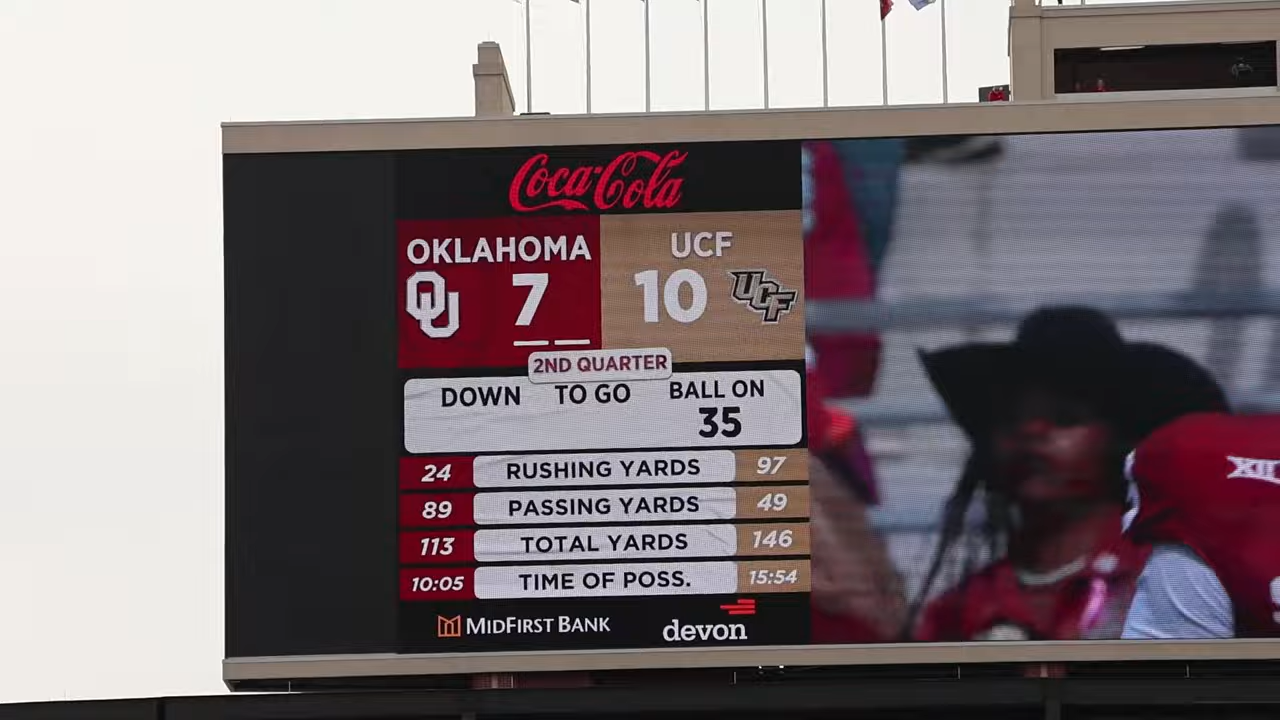 Coca-Cola
OKLAHOMA UCF
OU 7 10 UCF
2ND QUARTER
DOWN TO GO BALL ON
35
24 RUSHING YARDS 97
89 PASSING YARDS 49
113 TOTAL YARDS 146
10:05 TIME OF POSS. 15:54
MIDFIRST BANK devon
XII